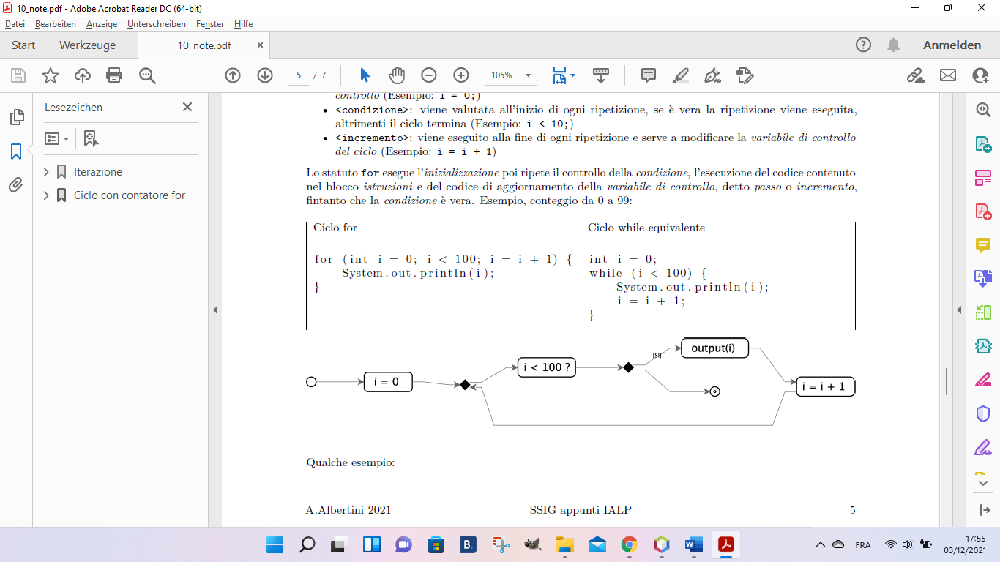 10_note.pdf - Adobe Acrobat Reader DC (64-bit)
Datei Bearbeiten Anzeige Unterschreiben Fenster Hilfe
Start Werkzeuge 10_note.pdf × Anmelden
5 / 7 105%
Lesezeichen
Iterazione
Ciclo con contatore for
controllo (Esempio: i = 0;)
• <condizione>: viene valutata all'inizio di ogni ripetizione, se è vera la ripetizione viene eseguita,
altrimenti il ciclo termina (Esempio: i < 10;)
• <incremento>: viene eseguito alla fine di ogni ripetizione e serve a modificare la variabile di controllo
del ciclo (Esempio: i = i + 1)
Lo statuto for esegue l'inizializzazione poi ripete il controllo della condizione, l'esecuzione del codice contenuto
nel blocco istruzioni e del codice di aggiornamento della variabile di controllo, detto passo o incremento,
fintanto che la condizione è vera. Esempio, conteggio da 0 a 99:
Ciclo for
for (int i = 0; i < 100; i = i + 1) {
System.out.println(i);
}
Ciclo while equivalente
int i = 0;
while (i < 100) {
System.out.println(i);
i = i + 1;
}
i = 0
i < 100 ?
[SI]
output(i)
i = i + 1
Qualche esempio:
A.Albertini 2021 SSIG appunti IALP 5
B.
W
FRA
17:55
03/12/2021